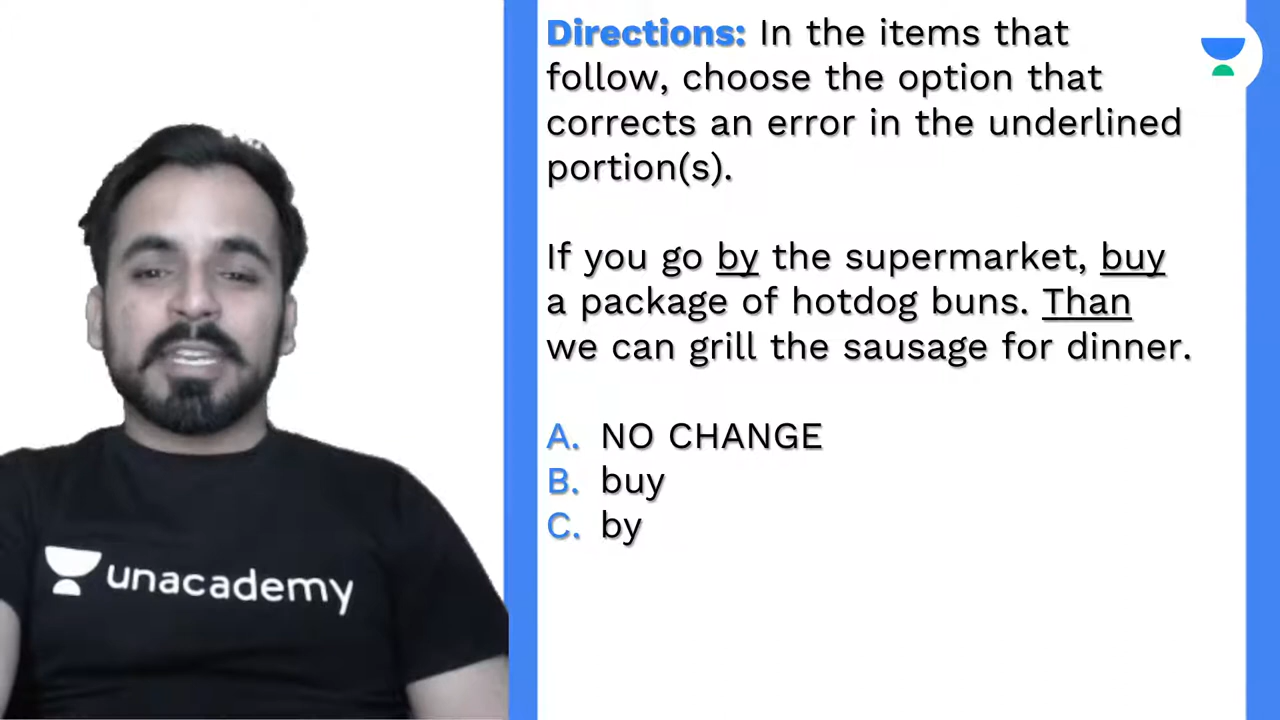 Directions: In the items that
follow, choose the option that
corrects an error in the underlined
portion(s).
If you go by the supermarket, buy
a package of hotdog buns. Than
we can grill the sausage for dinner.
A. NO CHANGE
B. buy
C. by
unacademy